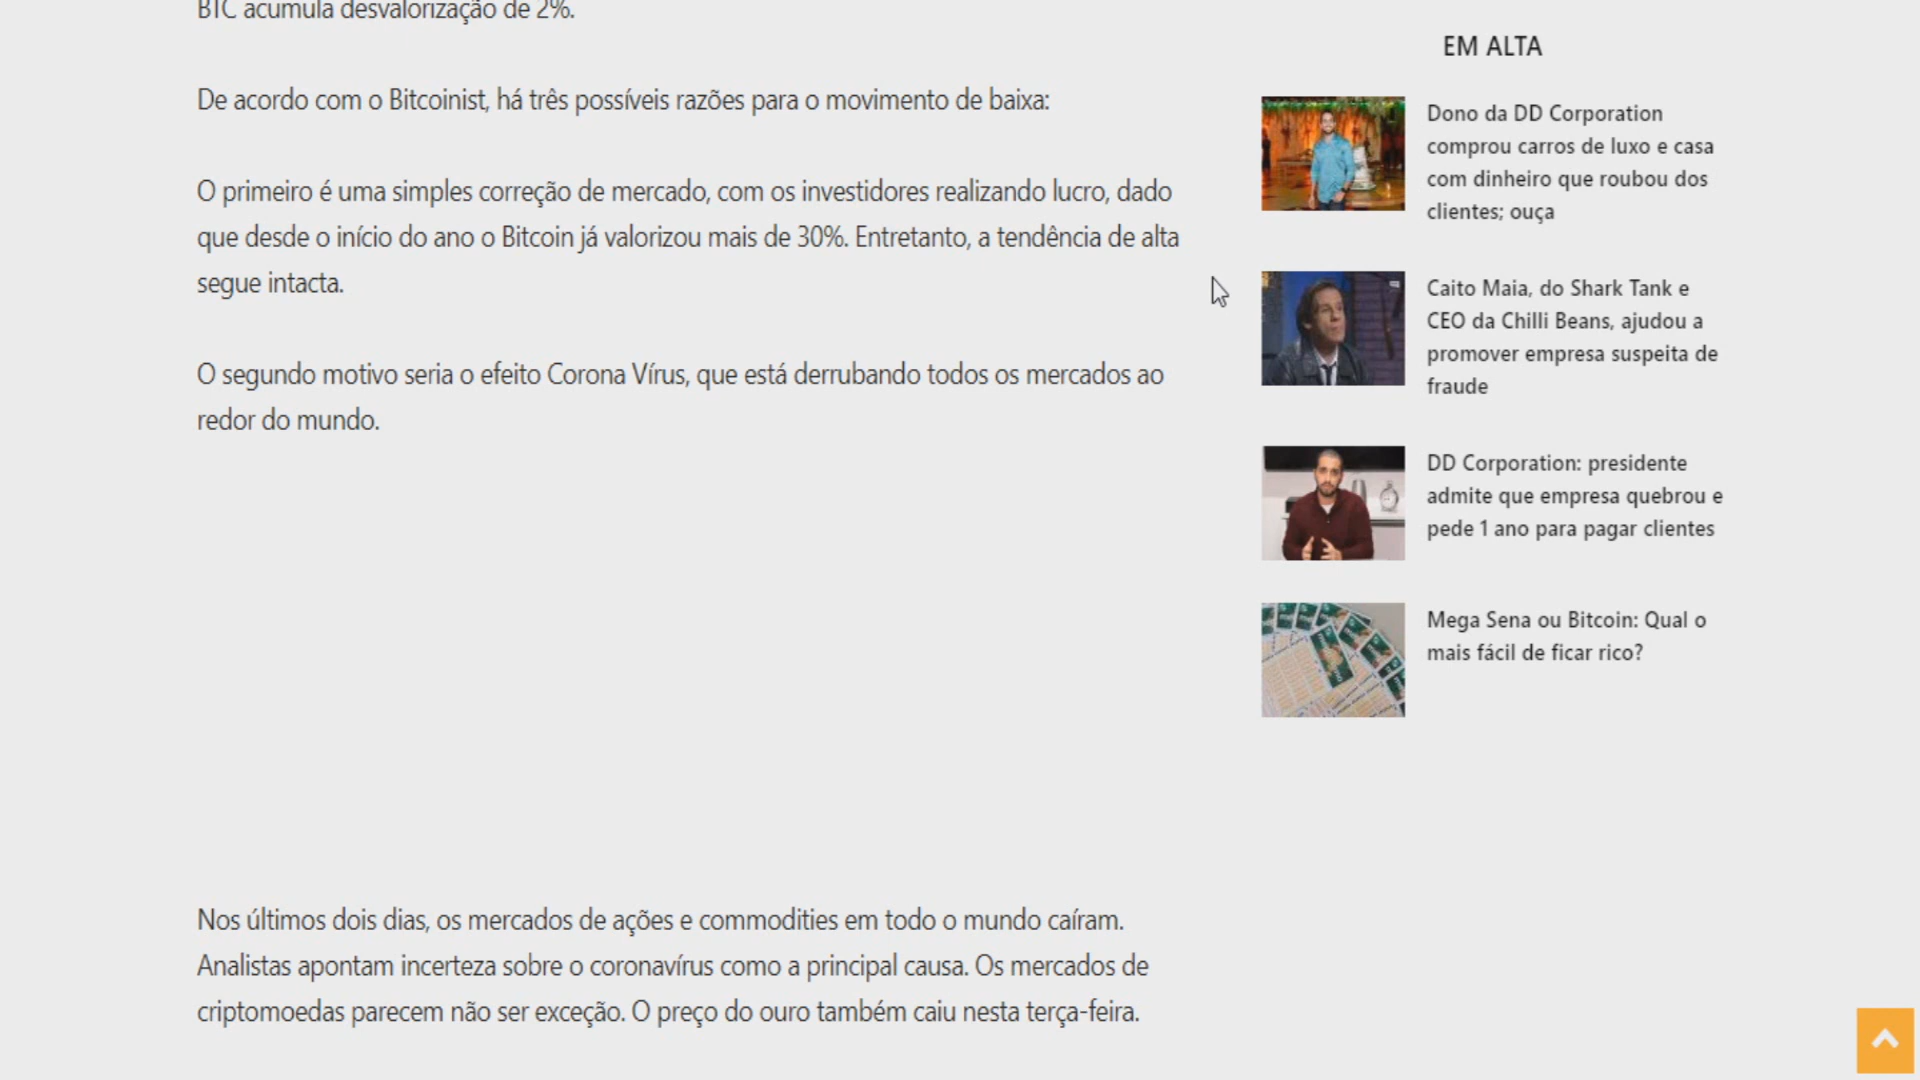 BTC acumula desvalorização de 2%.
De acordo com o Bitcoinist, há três possíveis razões para o movimento de baixa:
O primeiro é uma simples correção de mercado, com os investidores realizando lucro, dado
que desde o início do ano o Bitcoin já valorizou mais de 30%. Entretanto, a tendência de alta
segue intacta.
O segundo motivo seria o efeito Corona Vírus, que está derrubando todos os mercados ao
redor do mundo.
Nos últimos dois dias, os mercados de ações e commodities em todo o mundo caíram.
Analistas apontam incerteza sobre o coronavírus como a principal causa. Os mercados de
criptomoedas parecem não ser exceção. O preço do ouro também caiu nesta terça-feira.
EM ALTA
Dono da DD Corporation
comprou carros de luxo e casa
com dinheiro que roubou dos
clientes; ouça
Caito Maia, do Shark Tank e
CEO da Chilli Beans, ajudou a
promover empresa suspeita de
fraude
DD Corporation: presidente
admite que empresa quebrou e
pede 1 ano para pagar clientes
Mega Sena ou Bitcoin: Qual o
mais fácil de ficar rico?